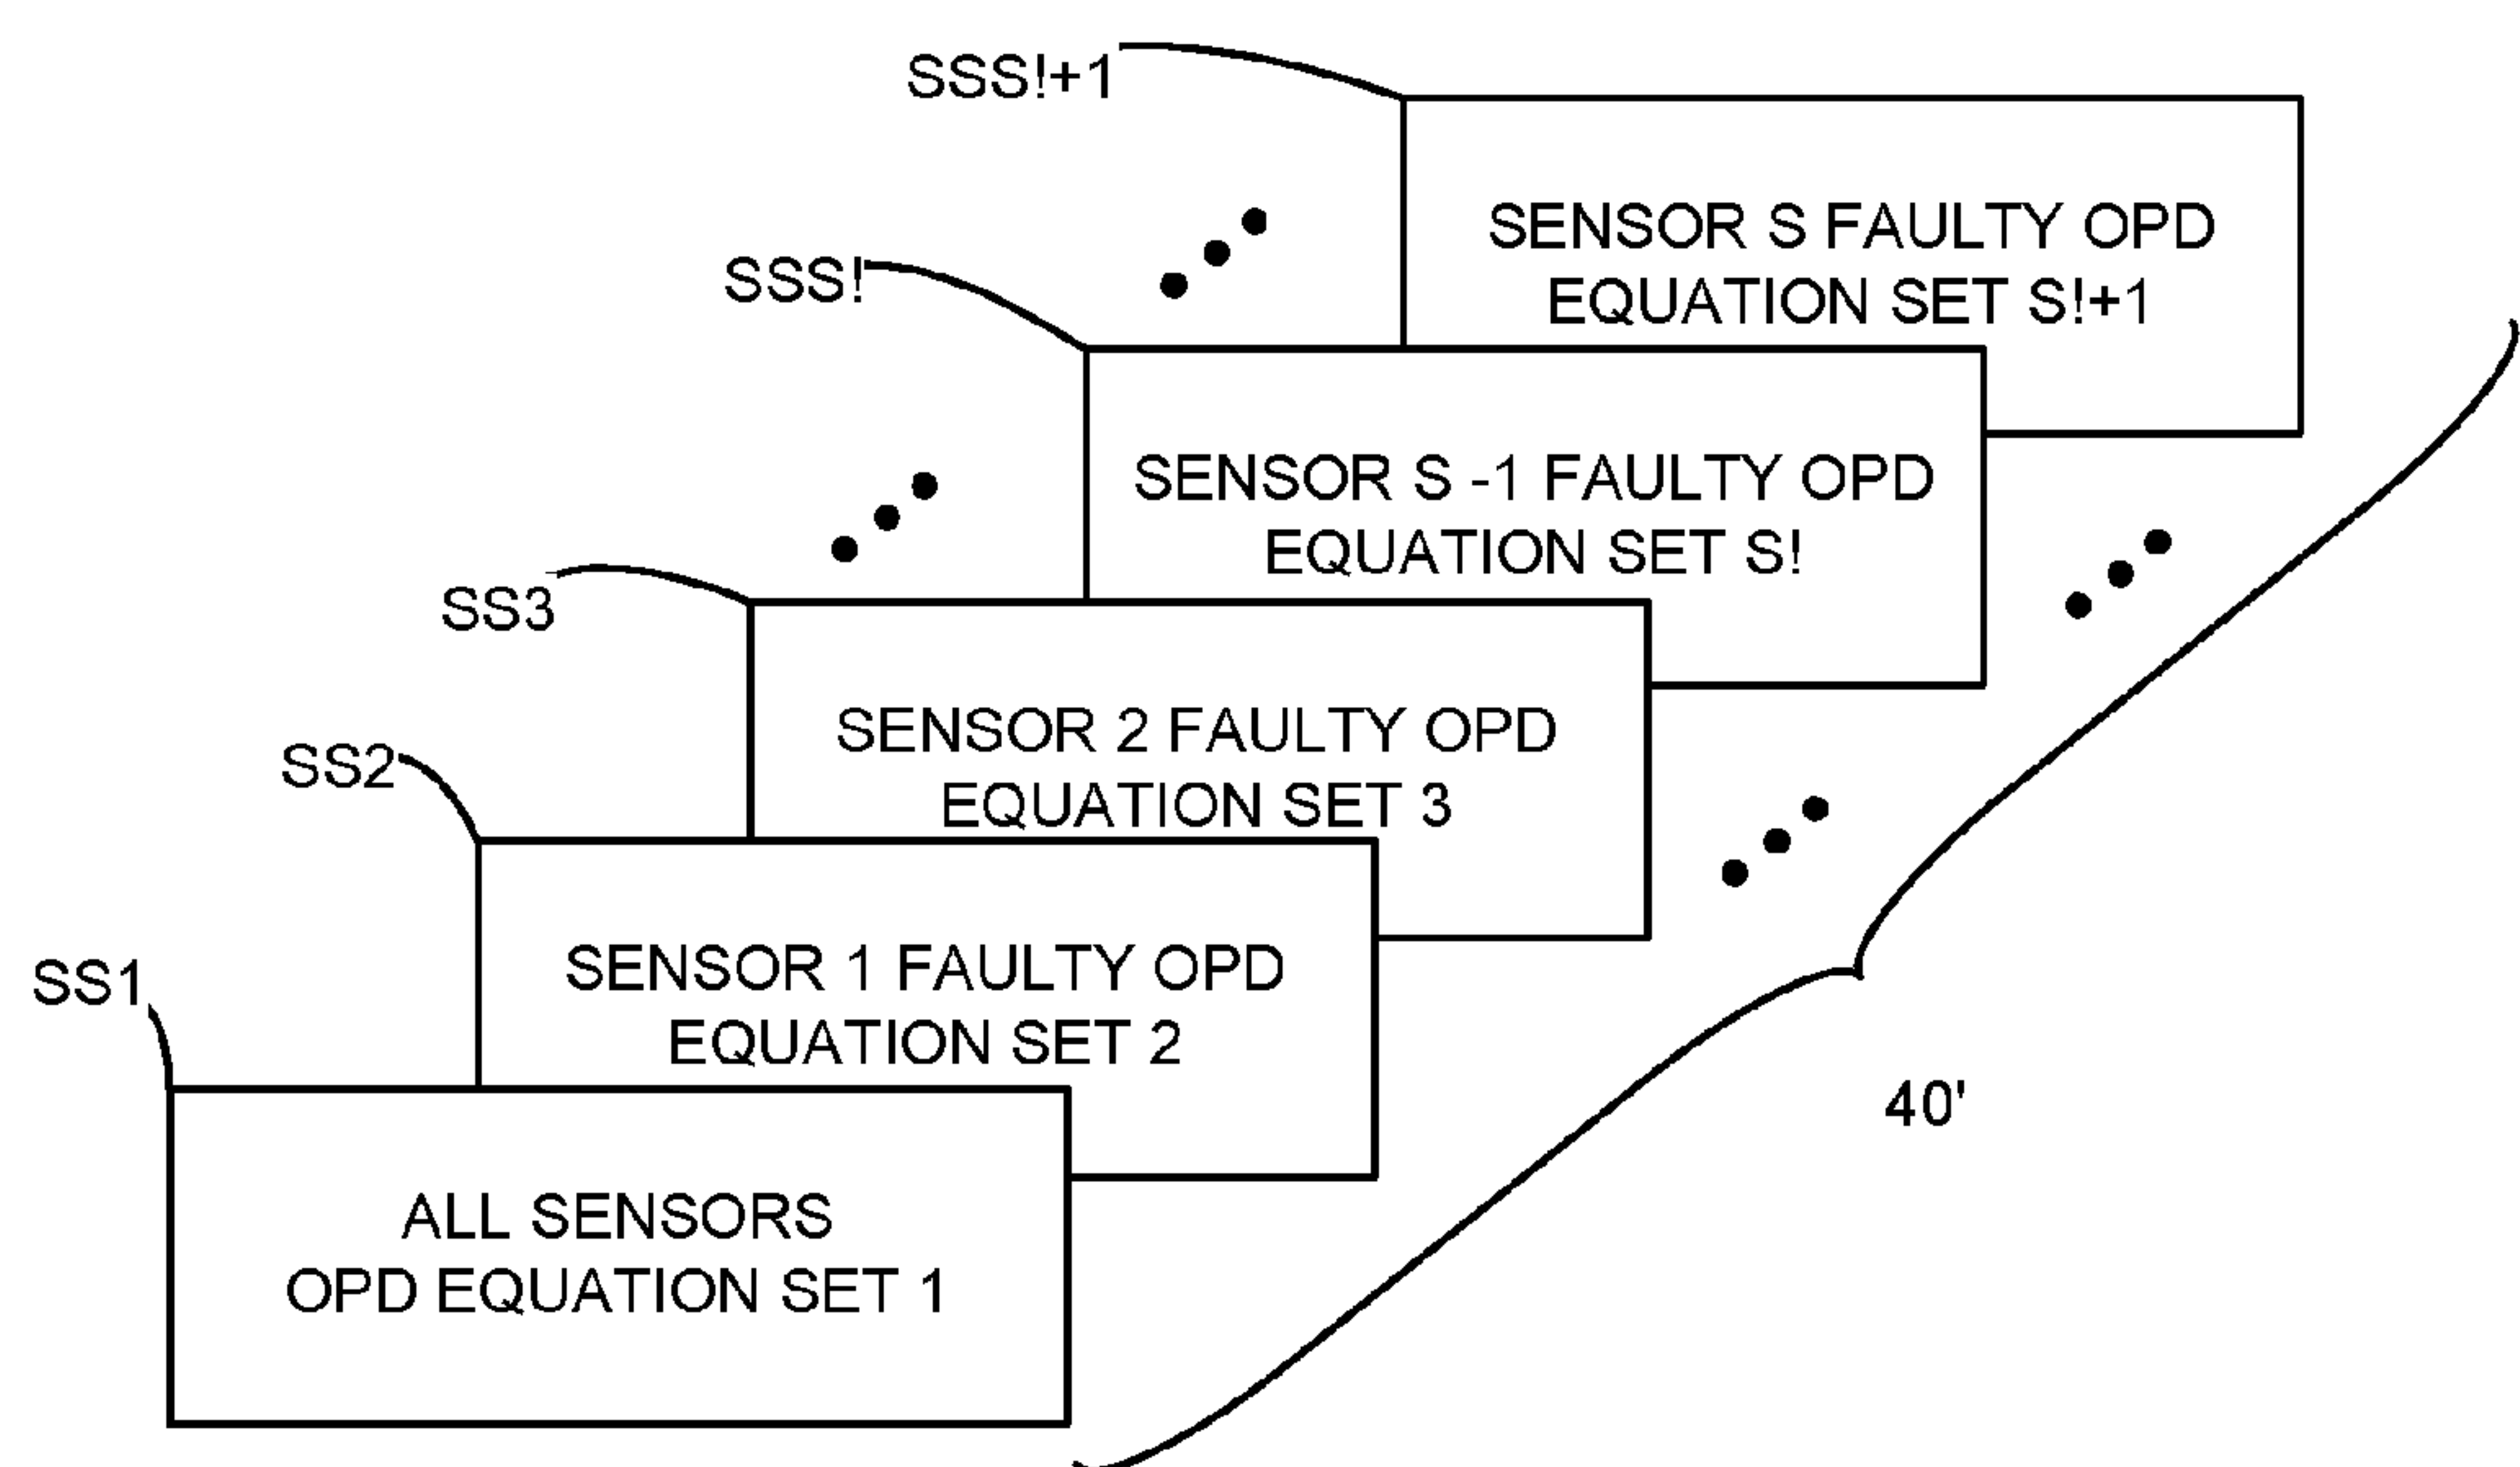 SSS!+1
SENSOR S FAULTY OPD
EQUATION SET S!+1
SSS!
SENSOR S -1 FAULTY OPD
EQUATION SET S!
SS3
SENSOR 2 FAULTY OPD
EQUATION SET 3
SS2
SENSOR 1 FAULTY OPD
EQUATION SET 2
SS1
ALL SENSORS
OPD EQUATION SET 1
40'